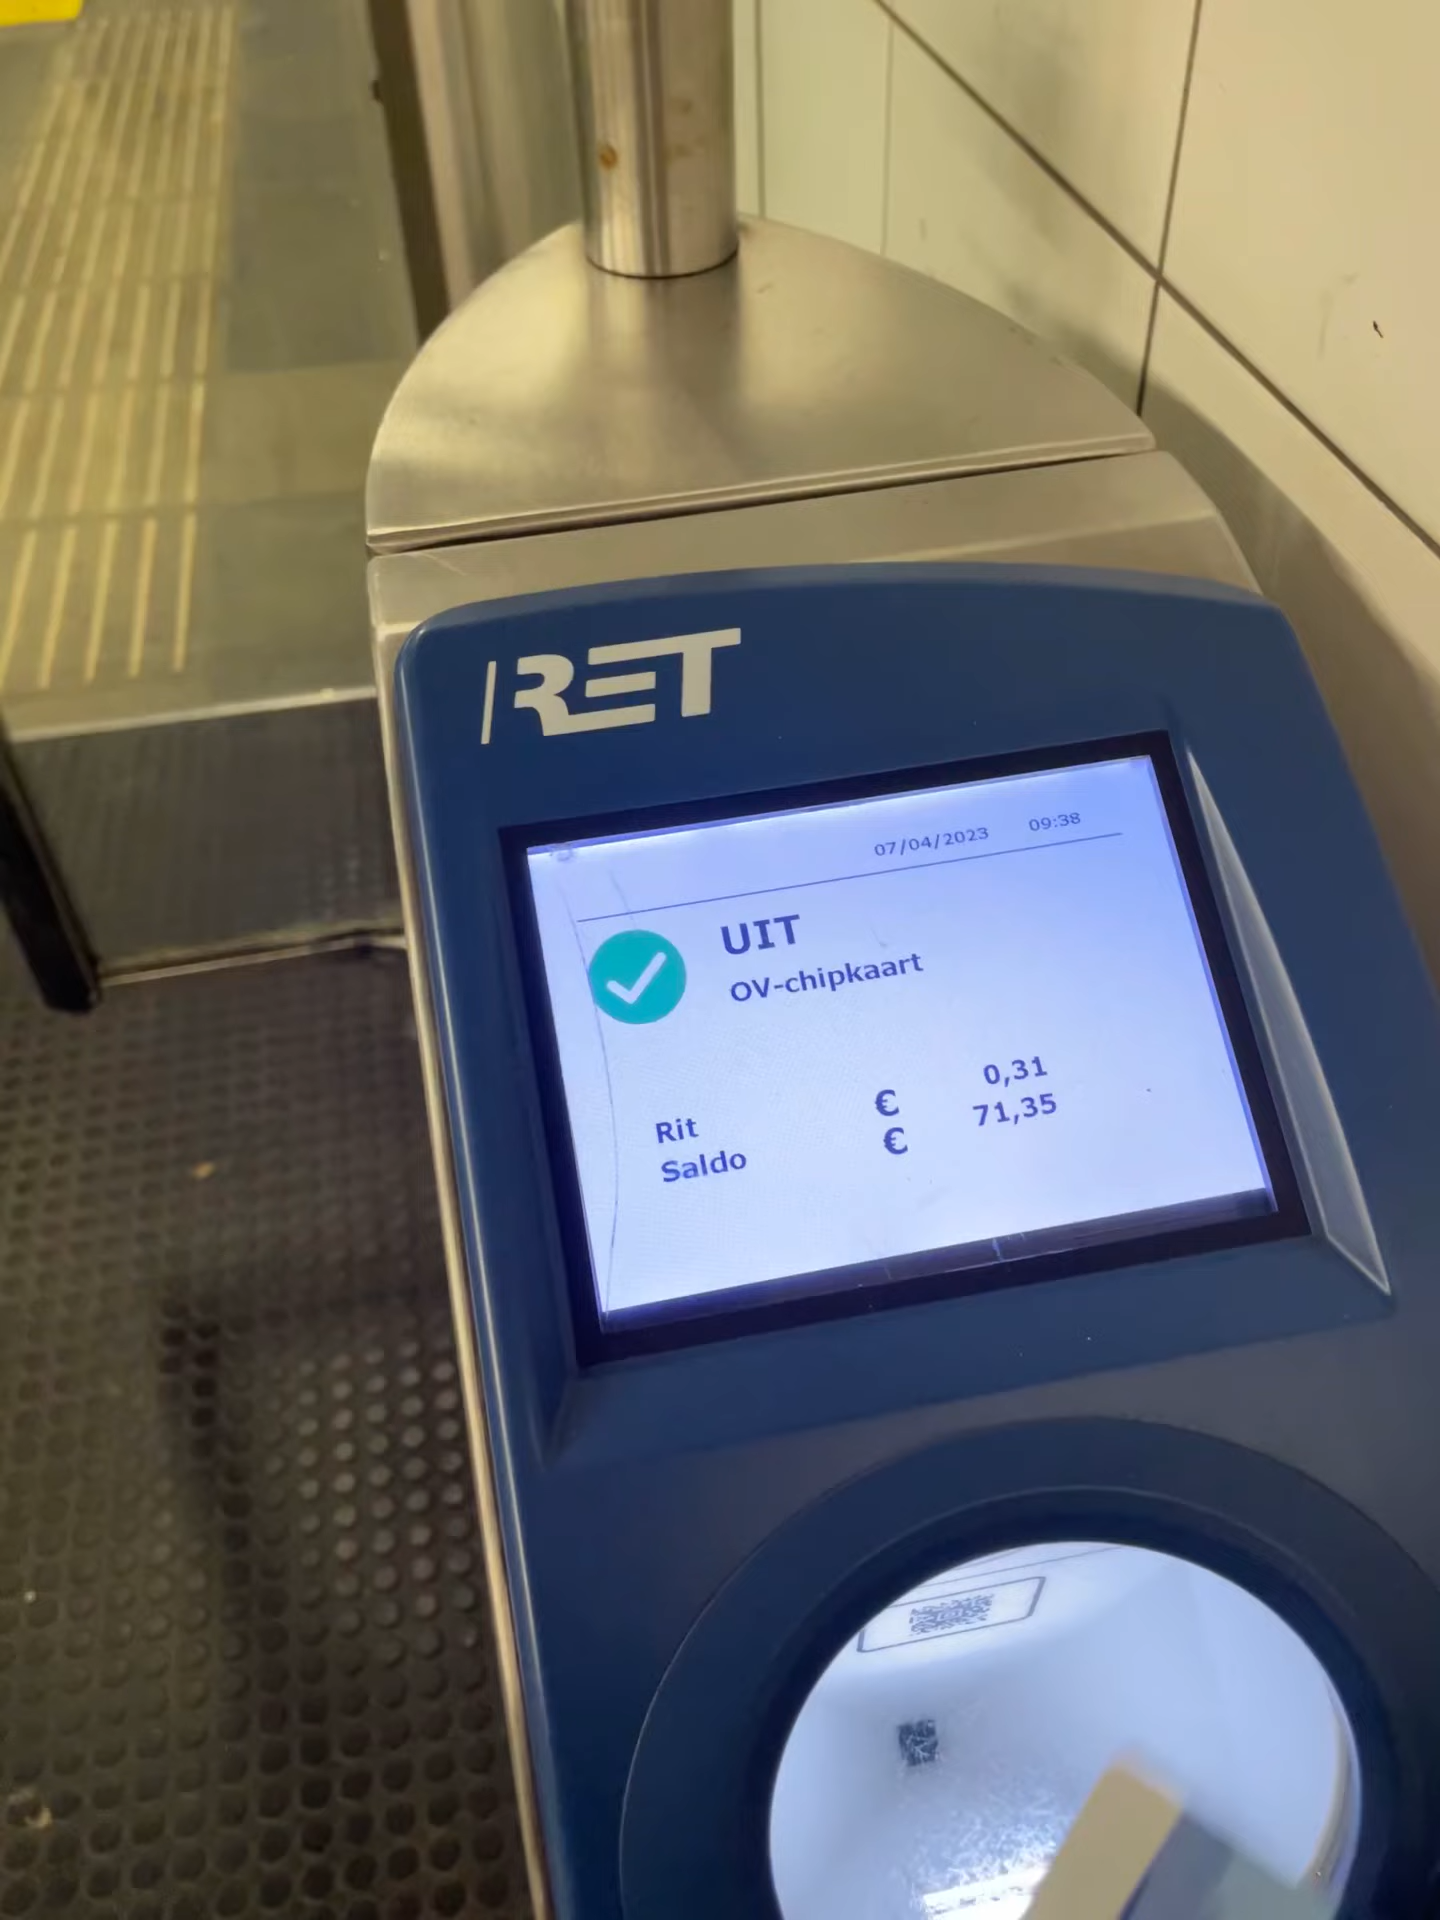 RET
07/04/2023 09:38
UIT
OV-chipkaart
Rit € 0,31
Saldo € 71,35